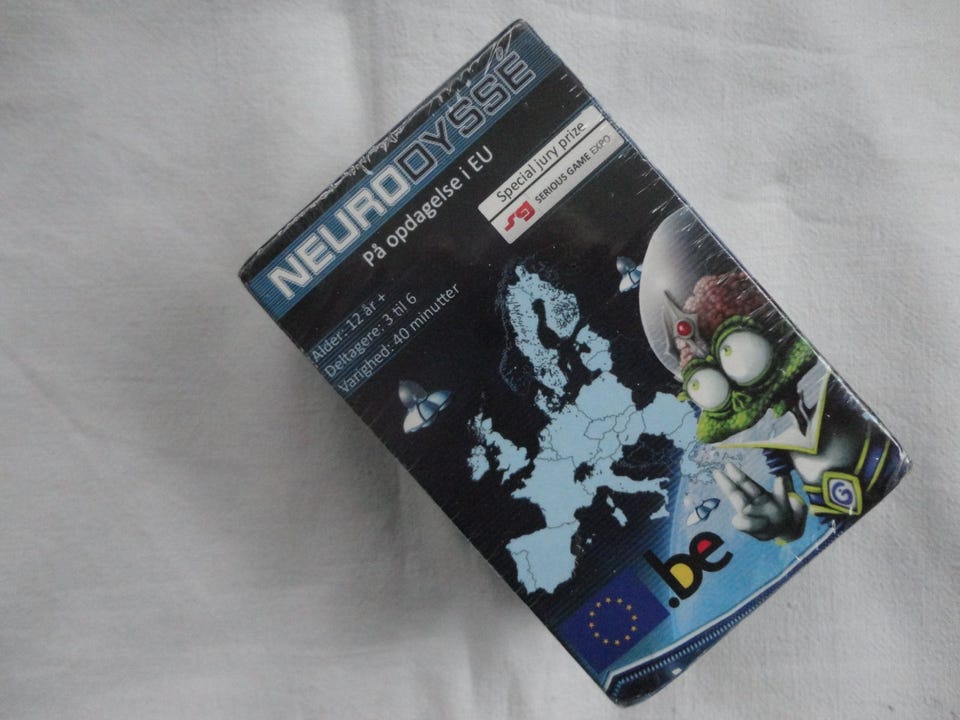 NEURODYSSÉ
På opdagelse i EU
Special jury prize
sg SERIOUS GAME EXPO
Alder: 12 år +
Deltagere: 3 til 6
Varighed: 40 minutter
G
.be